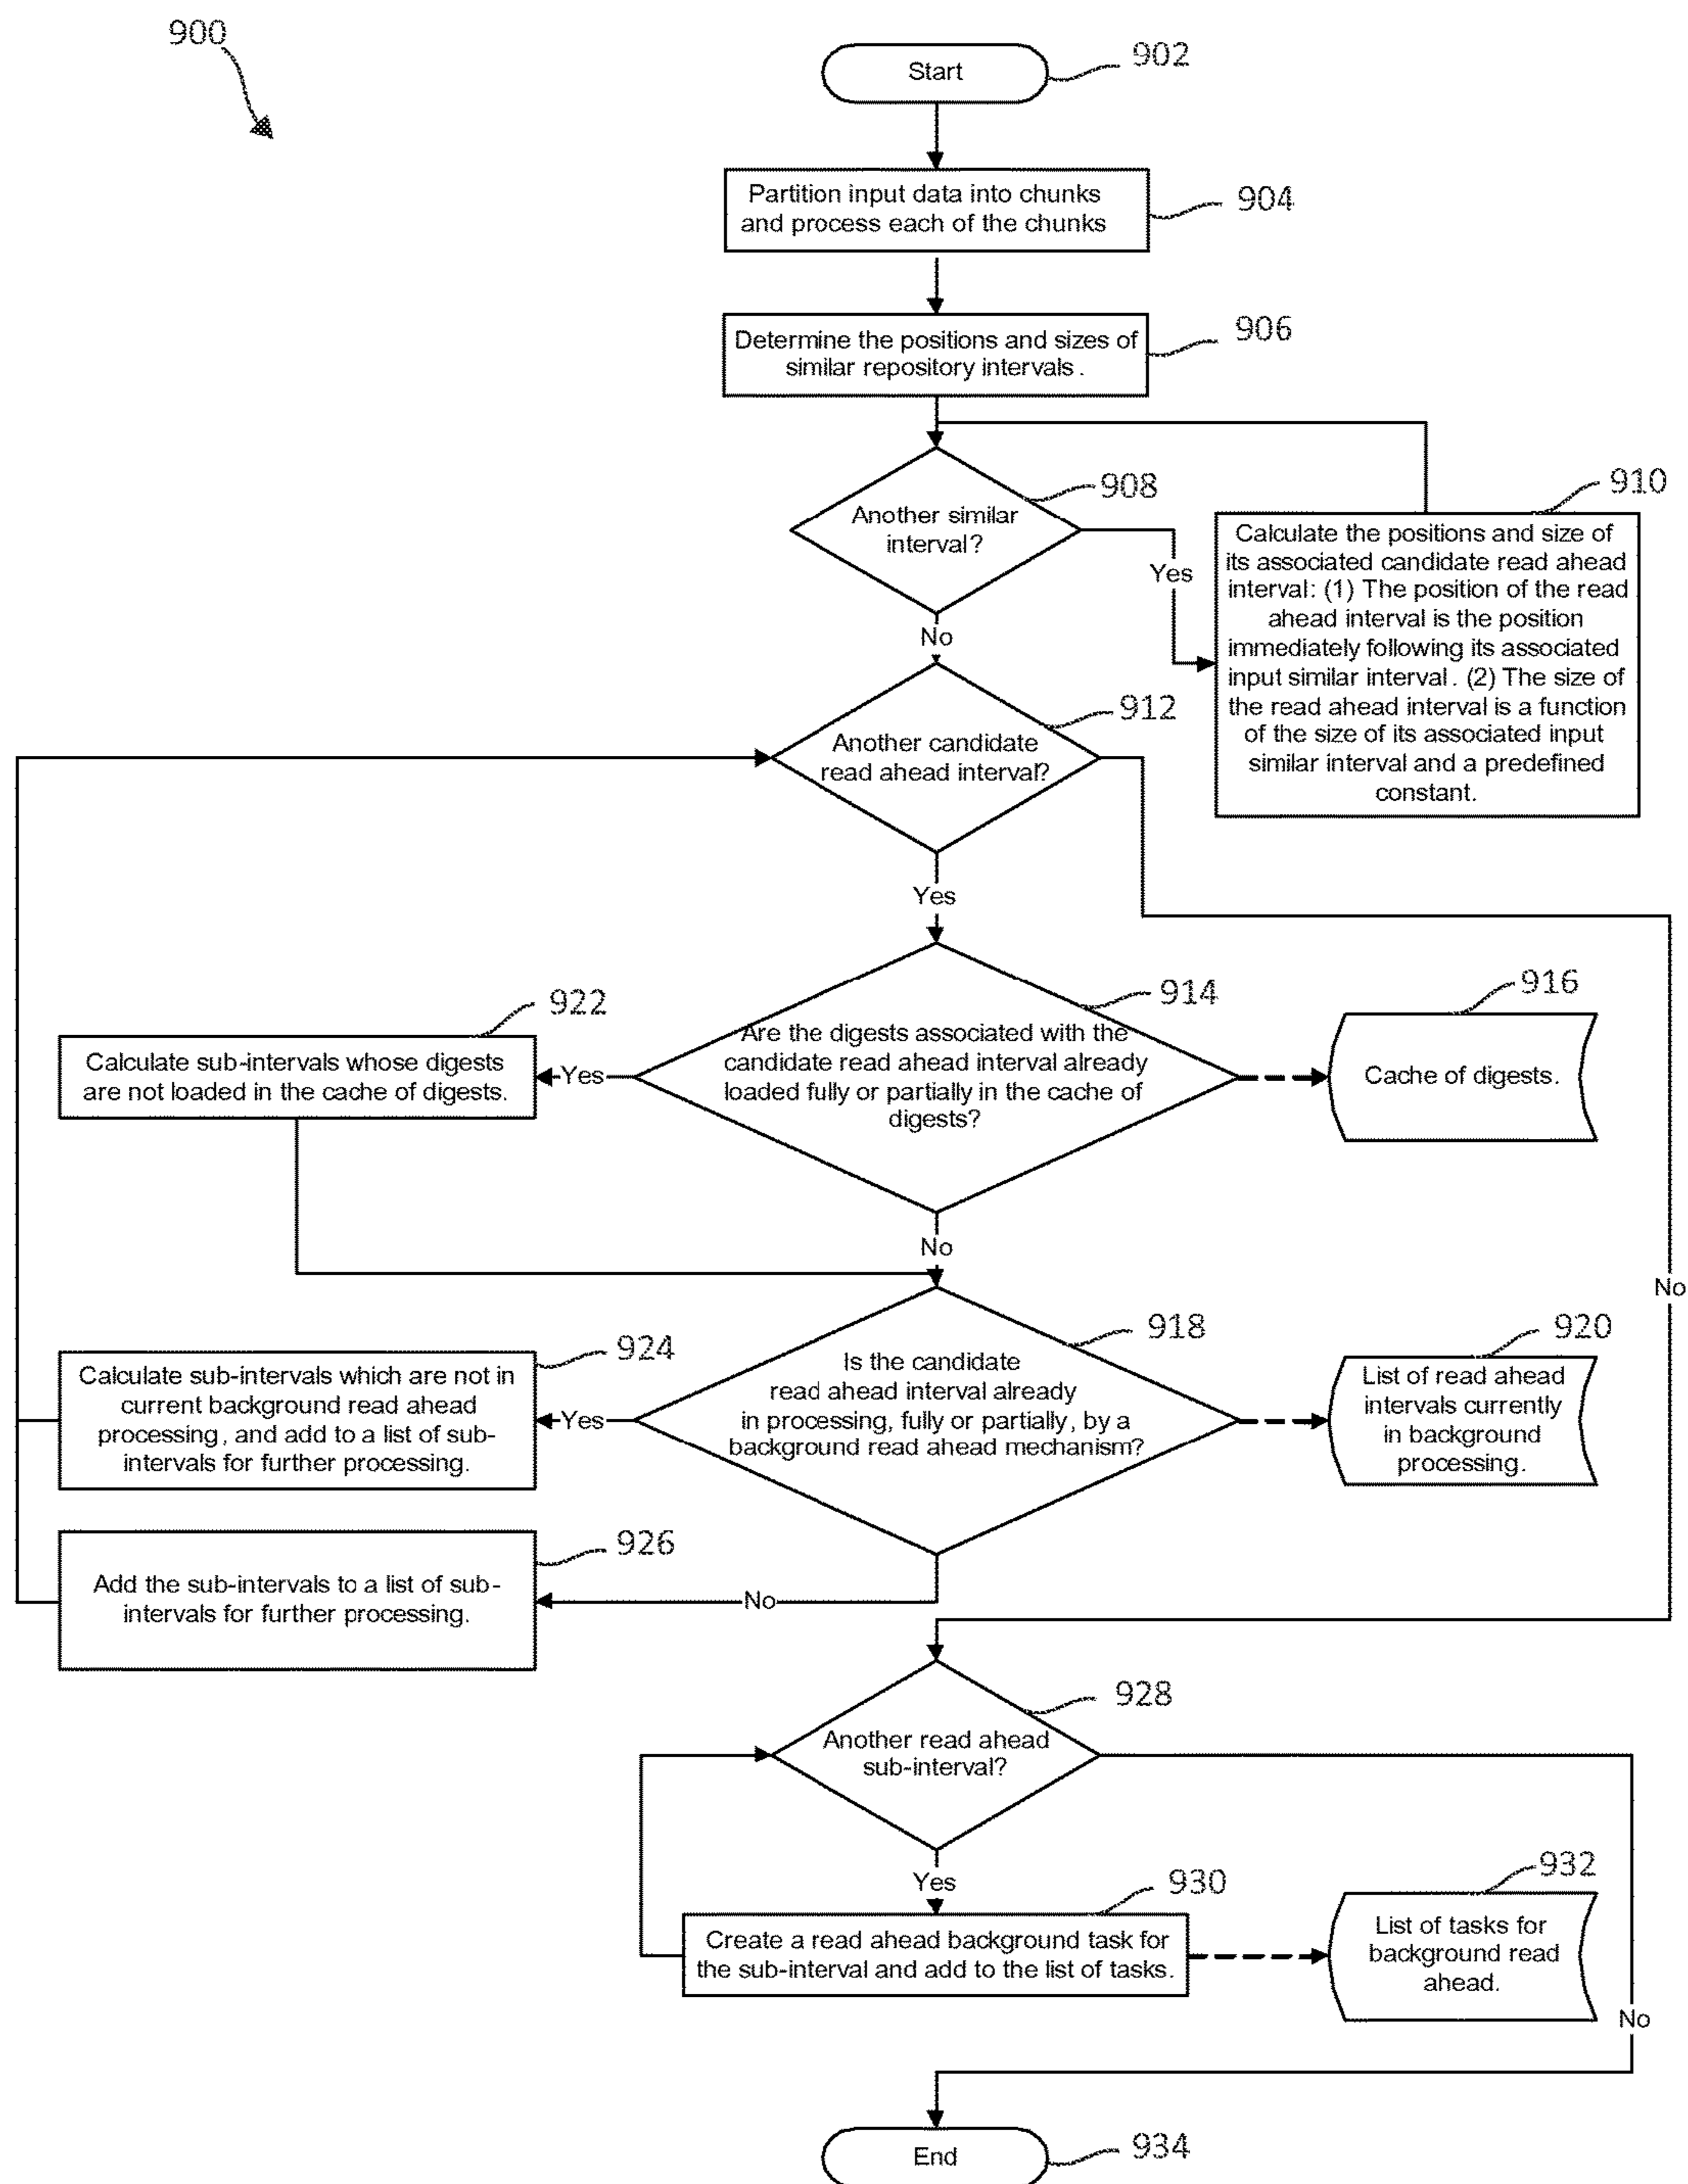 900
Start
902
Partition input data into chunks
and process each of the chunks
904
Determine the positions and sizes of
similar repository intervals .
906
Another similar
interval?
908
Yes
No
910
Calculate the positions and size of
its associated candidate read ahead
interval: (1) The position of the read
ahead interval is the position
immediately following its associated
input similar interval. (2) The size of
the read ahead interval is a function
of the size of its associated input
similar interval and a predefined
constant.
Another candidate
read ahead interval?
912
Yes
No
Are the digests associated with the
candidate read ahead interval already
loaded fully or partially in the cache of
digests?
914
Yes
No
916
Cache of digests.
922
Calculate sub-intervals whose digests
are not loaded in the cache of digests.
Is the candidate
read ahead interval already
in processing, fully or partially, by a
background read ahead mechanism?
918
Yes
No
920
List of read ahead
intervals currently
in background
processing.
924
Calculate sub-intervals which are not in
current background read ahead
processing, and add to a list of sub-
intervals for further processing.
926
Add the sub-intervals to a list of sub-
intervals for further processing.
Another read ahead
sub-interval?
928
Yes
No
930
Create a read ahead background task for
the sub-interval and add to the list of tasks.
932
List of tasks for
background read
ahead.
End
934